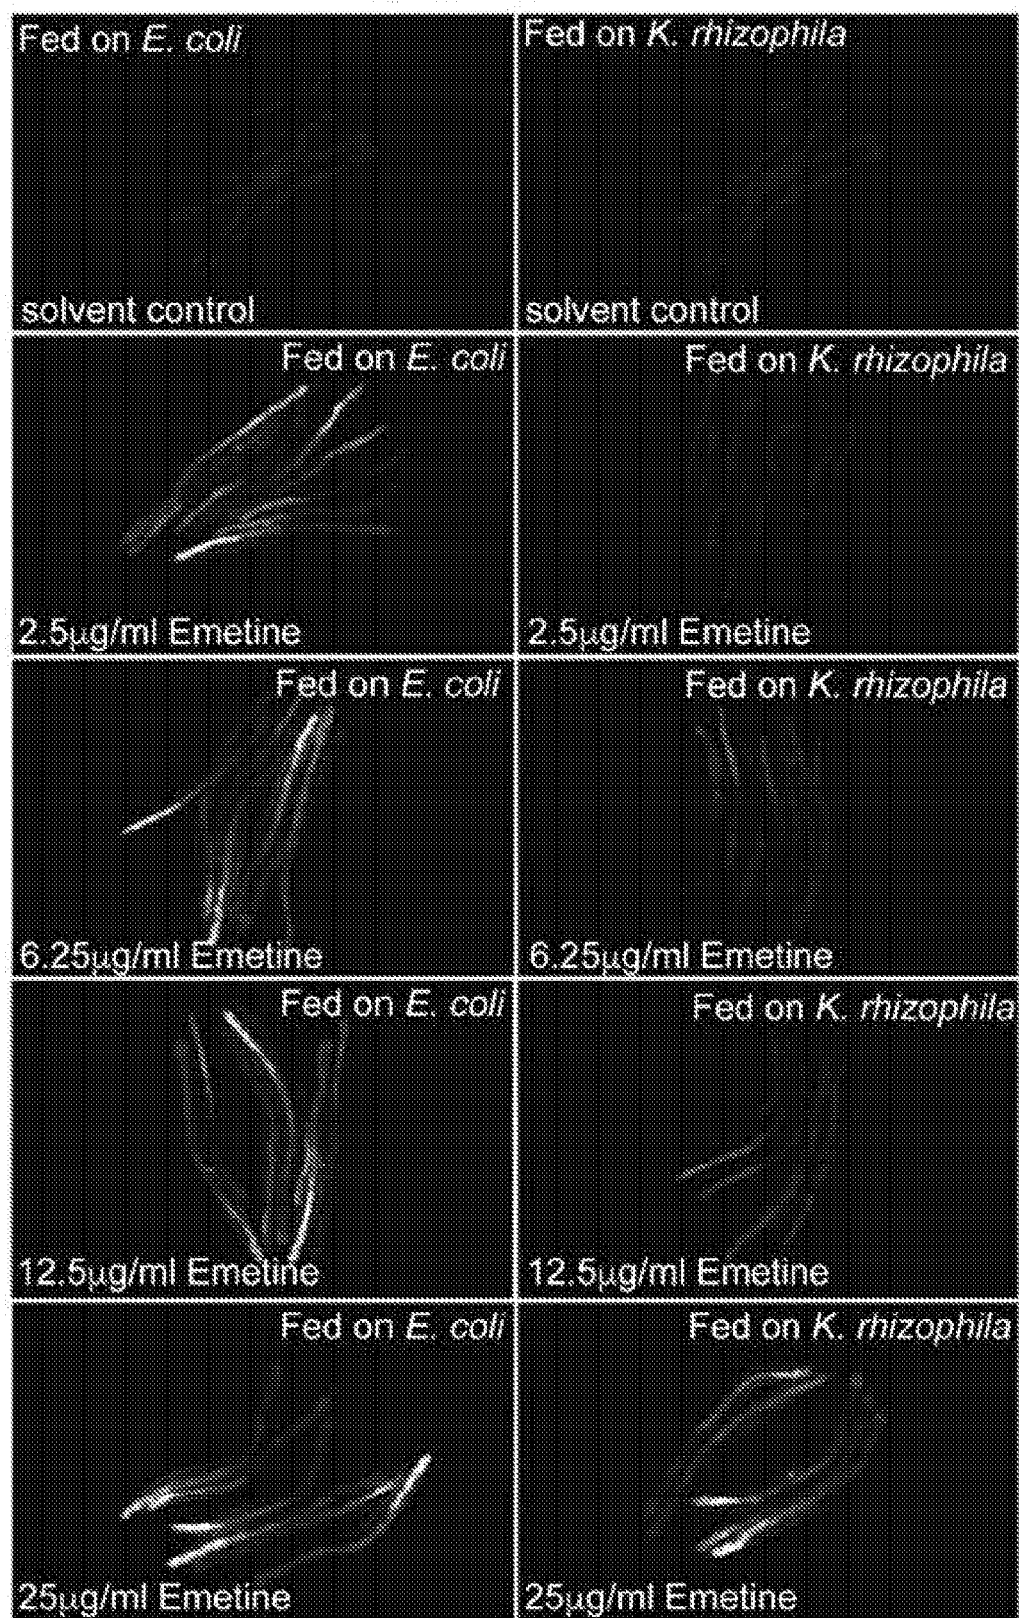 Fed on E. coli
Fed on K. rhizophila
solvent control
solvent control
Fed on E. coli
Fed on K. rhizophila
2.5µg/ml Emetine
2.5µg/ml Emetine
Fed on E. coli
Fed on K. rhizophila
6.25µg/ml Emetine
6.25µg/ml Emetine
Fed on E. coli
Fed on K. rhizophila
12.5µg/ml Emetine
12.5µg/ml Emetine
Fed on E. coli
Fed on K. rhizophila
25µg/ml Emetine
25µg/ml Emetine